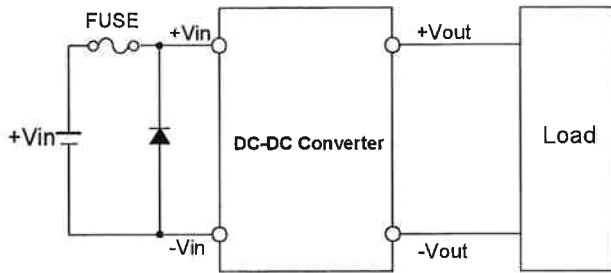 FUSE
+Vin
+Vout
+Vin
DC-DC Converter
Load
-Vin
-Vout